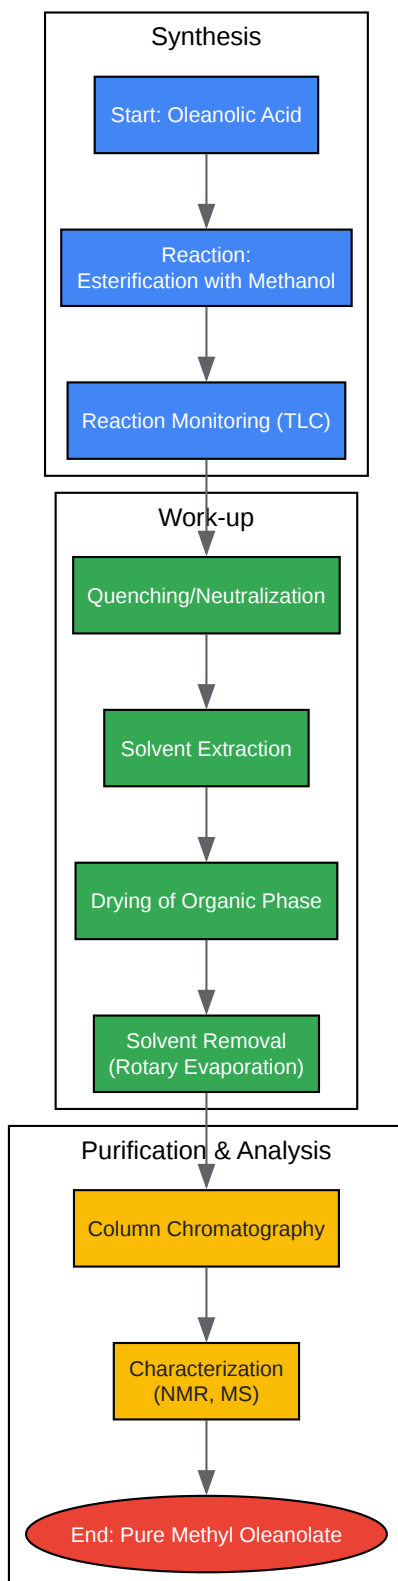 Synthesis
Start: Oleanolic Acid
Reaction:
Esterification with Methanol
Reaction Monitoring (TLC)
Work-up
Quenching/Neutralization
Solvent Extraction
Drying of Organic Phase
Solvent Removal
(Rotary Evaporation)
Purification & Analysis
Column Chromatography
Characterization
(NMR, MS)
End: Pure Methyl Oleanolate